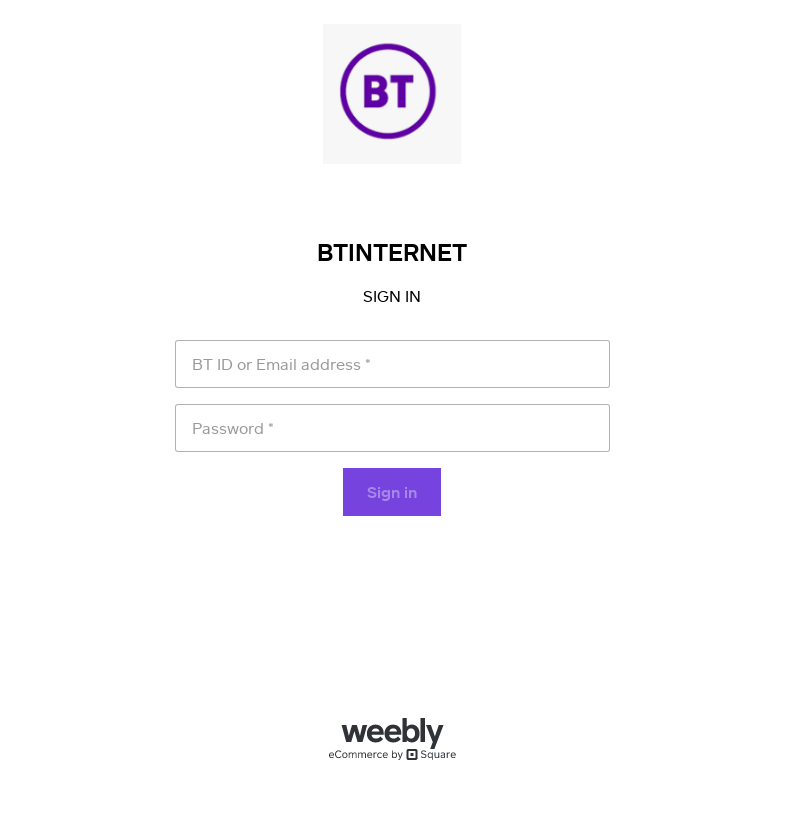 BT
BTINTERNET
SIGN IN
BT ID or Email address *
Password *
Sign in
weebly
eCommerce by Square